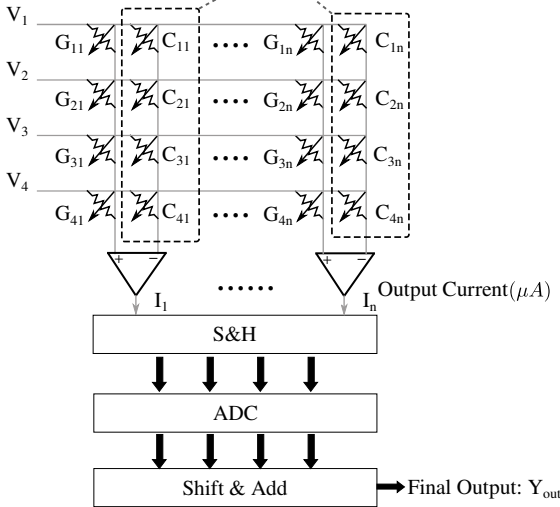 V1
G11 C11 .... G1n C1n
V2
G21 C21 .... G2n C2n
V3
G31 C31 .... G3n C3n
V4
G41 C41 .... G4n C4n
+ − + −
I1 ...... In Output Current(μA)
S&H
ADC
Shift & Add Final Output: Yout